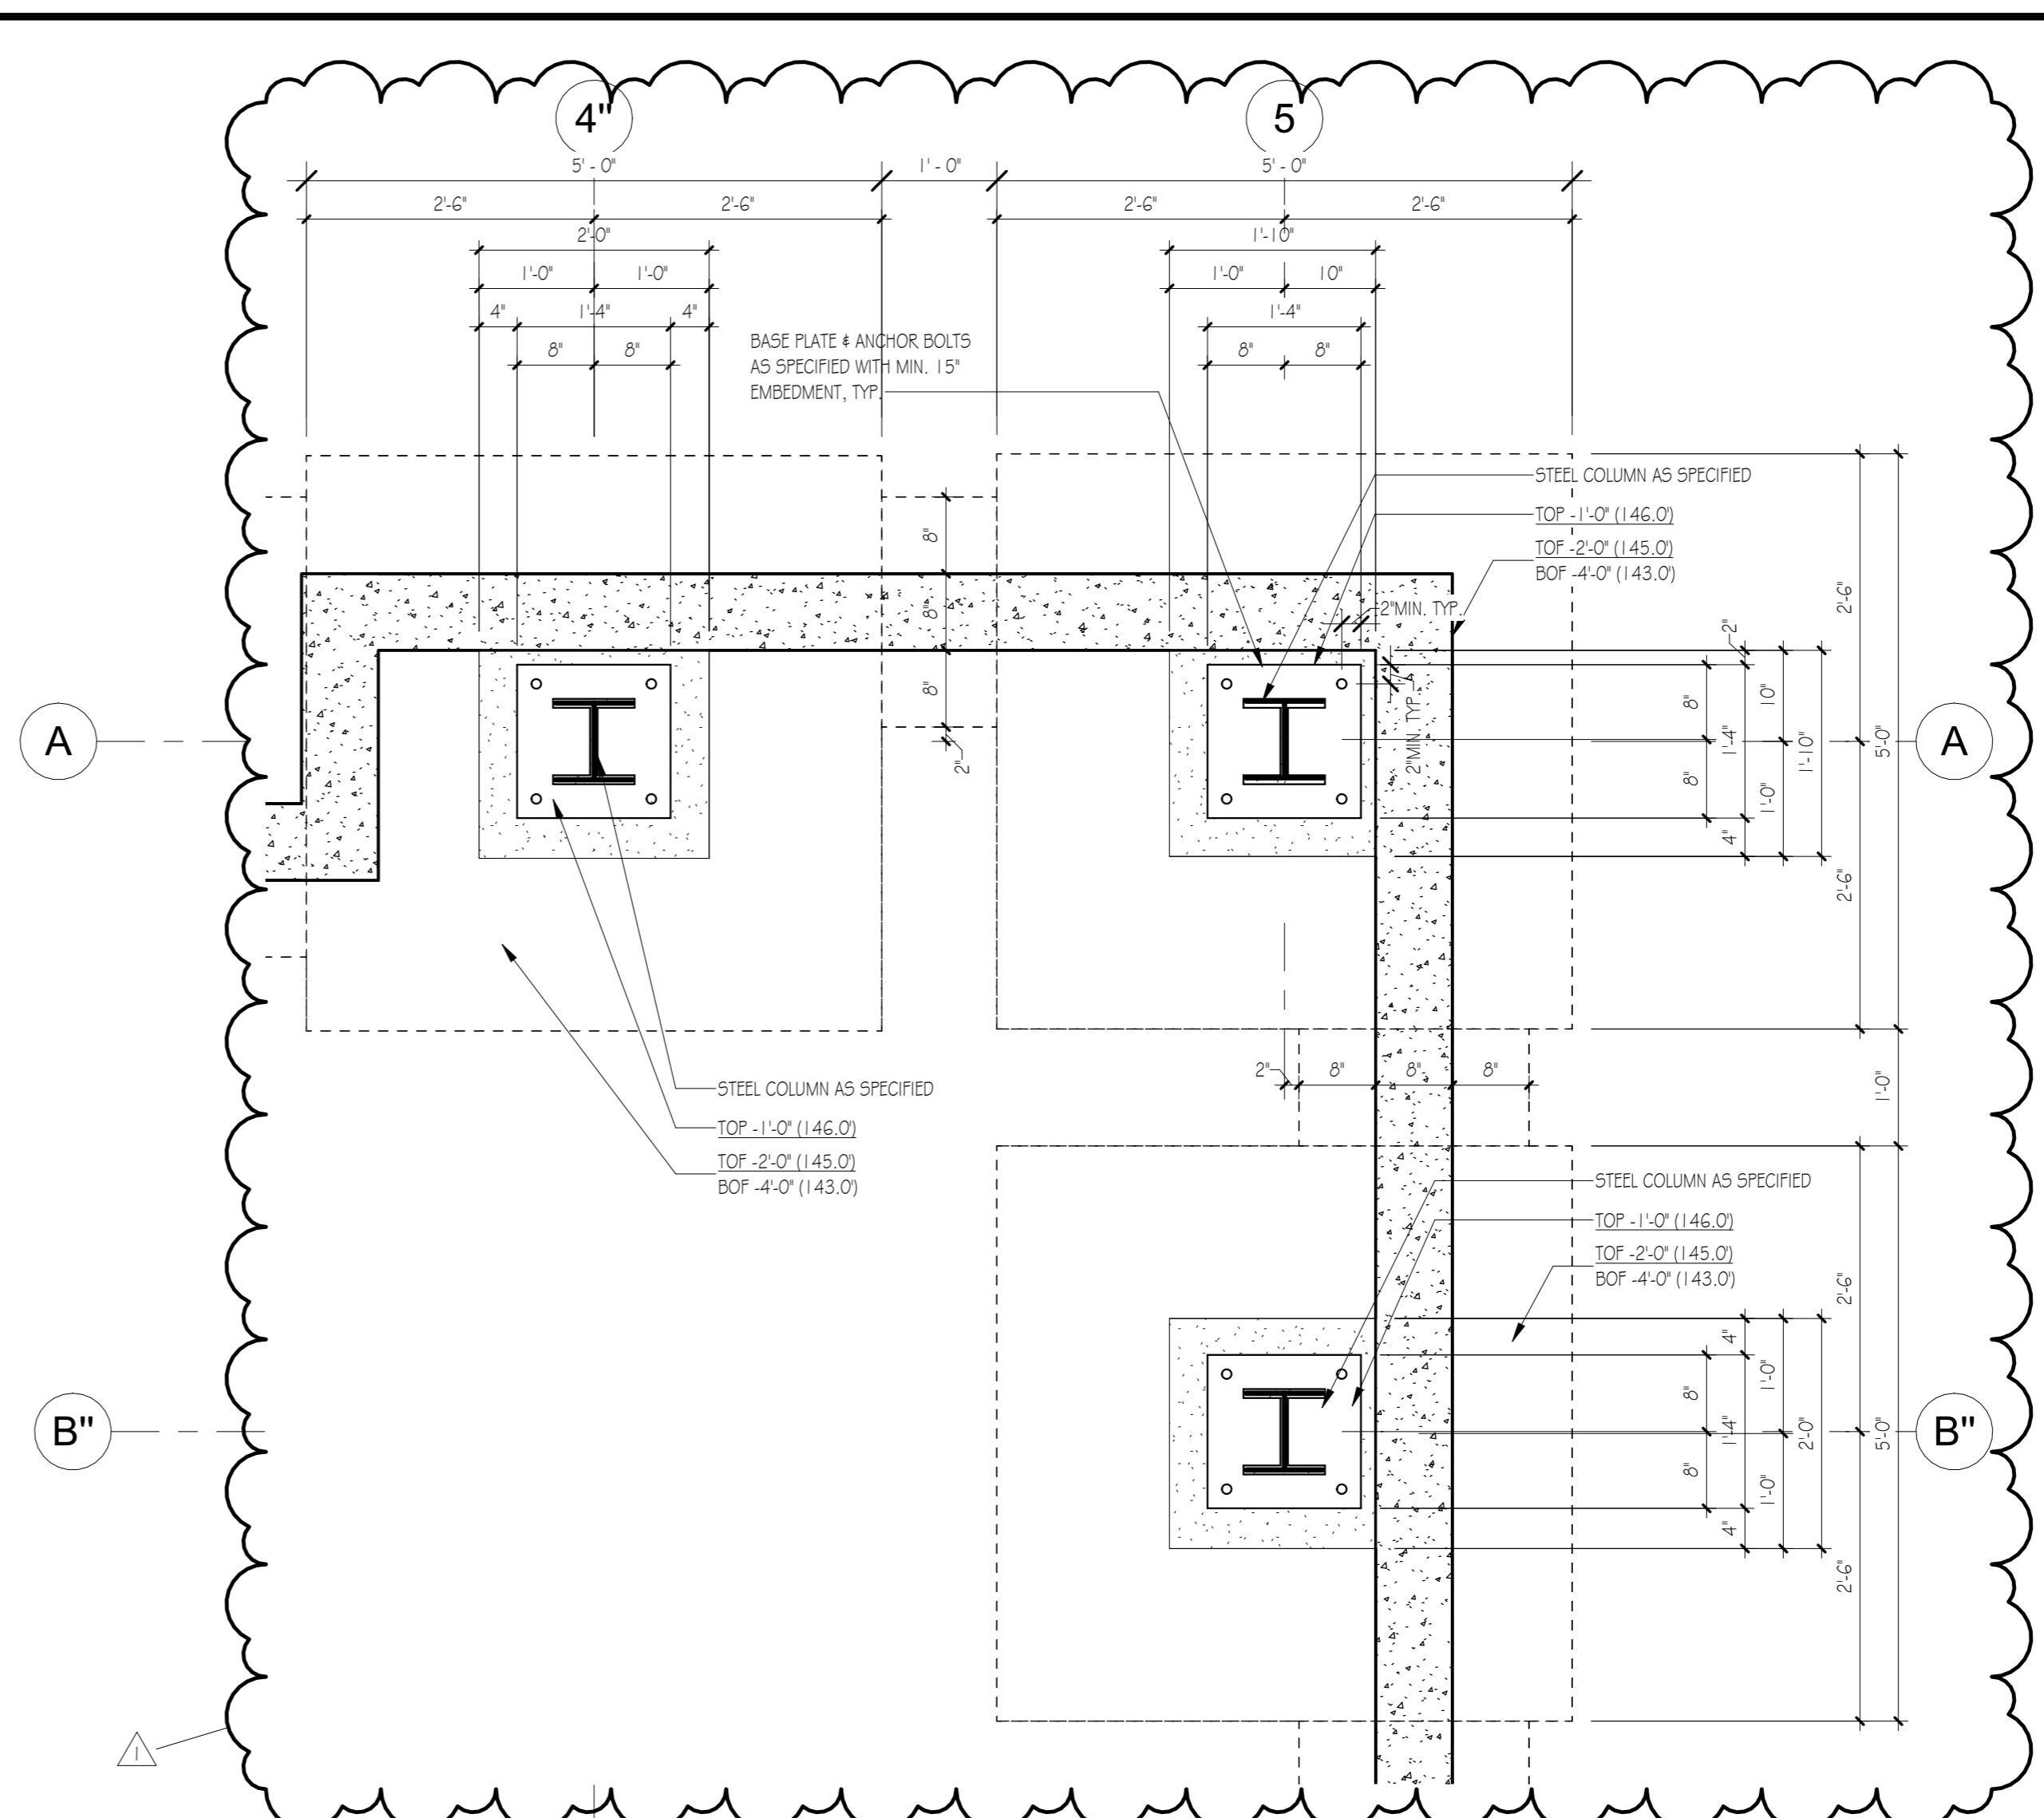 4" 5
5'-0" 1'-0" 5'-0"
2'-6" 2'-6" 2'-6" 2'-6"
2'-0" 1'-10"
1'-0" 1'-0" 1'-0" 10"
4" 1'-4" 4" 1'-4"
8" 8" 8" 8"
BASE PLATE & ANCHOR BOLTS
AS SPECIFIED WITH MIN. 15"
EMBEDMENT, TYP.
STEEL COLUMN AS SPECIFIED
TOP -1'-0" (146.0')
TOF -2'-0" (145.0')
BOF -4'-0" (143.0')
8"
8"
8"
2"
2"MIN. TYP.
2"MIN. TYP.
2"
8"
8"
1'-4"
4"
10"
1'-0"
1'-10"
2'-6"
2'-6"
5'-0"
A A
2" 8" 8" 8"
1'-0"
STEEL COLUMN AS SPECIFIED
TOP -1'-0" (146.0')
TOF -2'-0" (145.0')
BOF -4'-0" (143.0')
STEEL COLUMN AS SPECIFIED
TOP -1'-0" (146.0')
TOF -2'-0" (145.0')
BOF -4'-0" (143.0')
8"
8"
4"
1'-4"
4"
1'-0"
1'-0"
2'-0"
2'-6"
2'-6"
5'-0"
B" B"
1